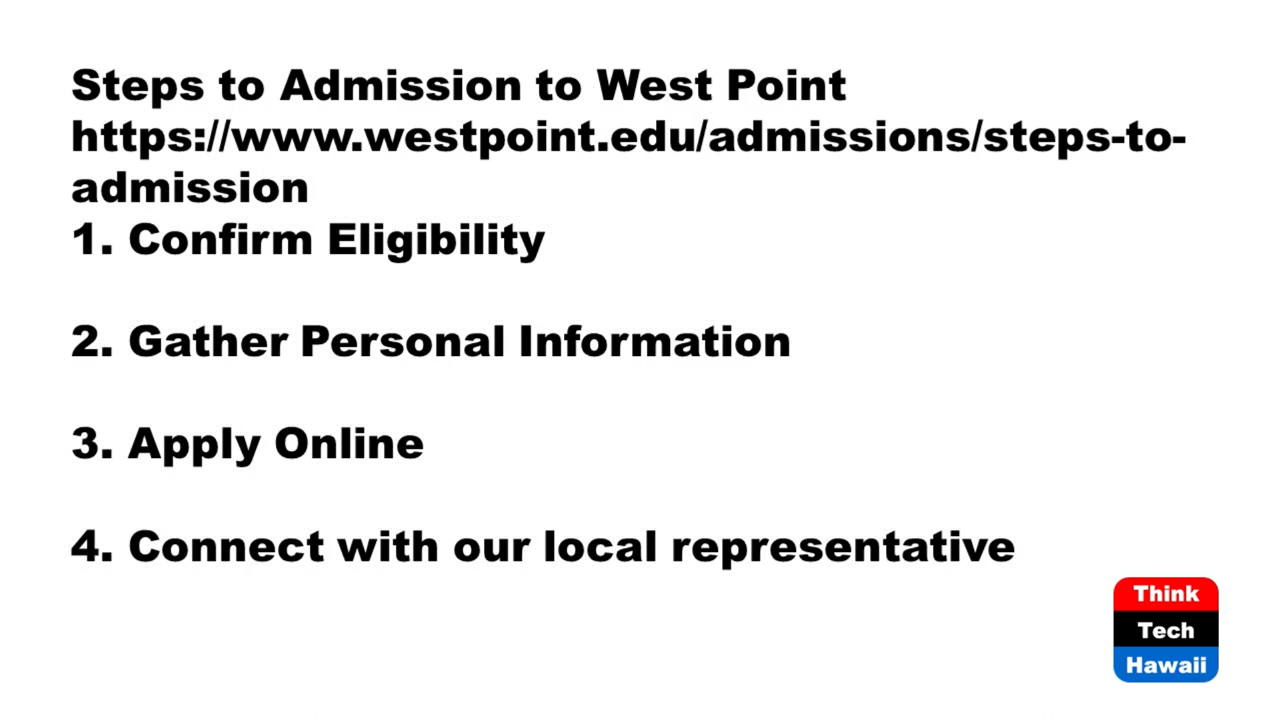 Steps to Admission to West Point
https://www.westpoint.edu/admissions/steps-to-
admission
1. Confirm Eligibility
2. Gather Personal Information
3. Apply Online
4. Connect with our local representative
Think
Tech
Hawaii